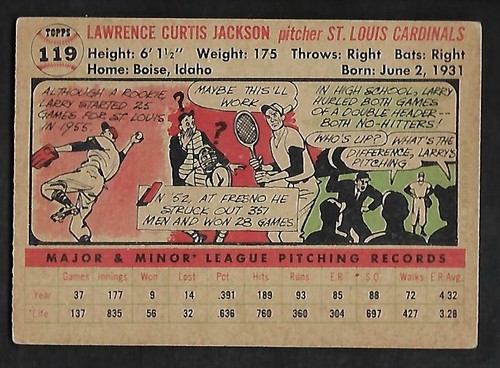 TOPPS
119
LAWRENCE CURTIS JACKSON pitcher ST. LOUIS CARDINALS
Height: 6' 1½" Weight: 175 Throws: Right Bats: Right
Home: Boise, Idaho Born: June 2, 1931
ALTHOUGH A ROOKIE,
LARRY STARTED 25
GAMES FOR ST. LOUIS
IN 1955.
MAYBE THIS'LL
WORK
?
?
IN '52, AT FRESNO HE
STRUCK OUT 351
MEN AND WON 28 GAMES
IN HIGH SCHOOL, LARRY
HURLED BOTH GAMES
OF A DOUBLE HEADER--
BOTH NO-HITTERS!
WHO'S UP?
WHAT'S THE
DIFFERENCE, LARRY'S
PITCHING
MAJOR & MINOR LEAGUE PITCHING RECORDS
Games Innings Won Lost Pct. Hits Runs E.R. S.O. Walks E.R.Avg.
Year 37 177 9 14 .391 189 93 85 88 72 4.32
Life 137 835 56 32 .636 760 360 304 697 427 3.28